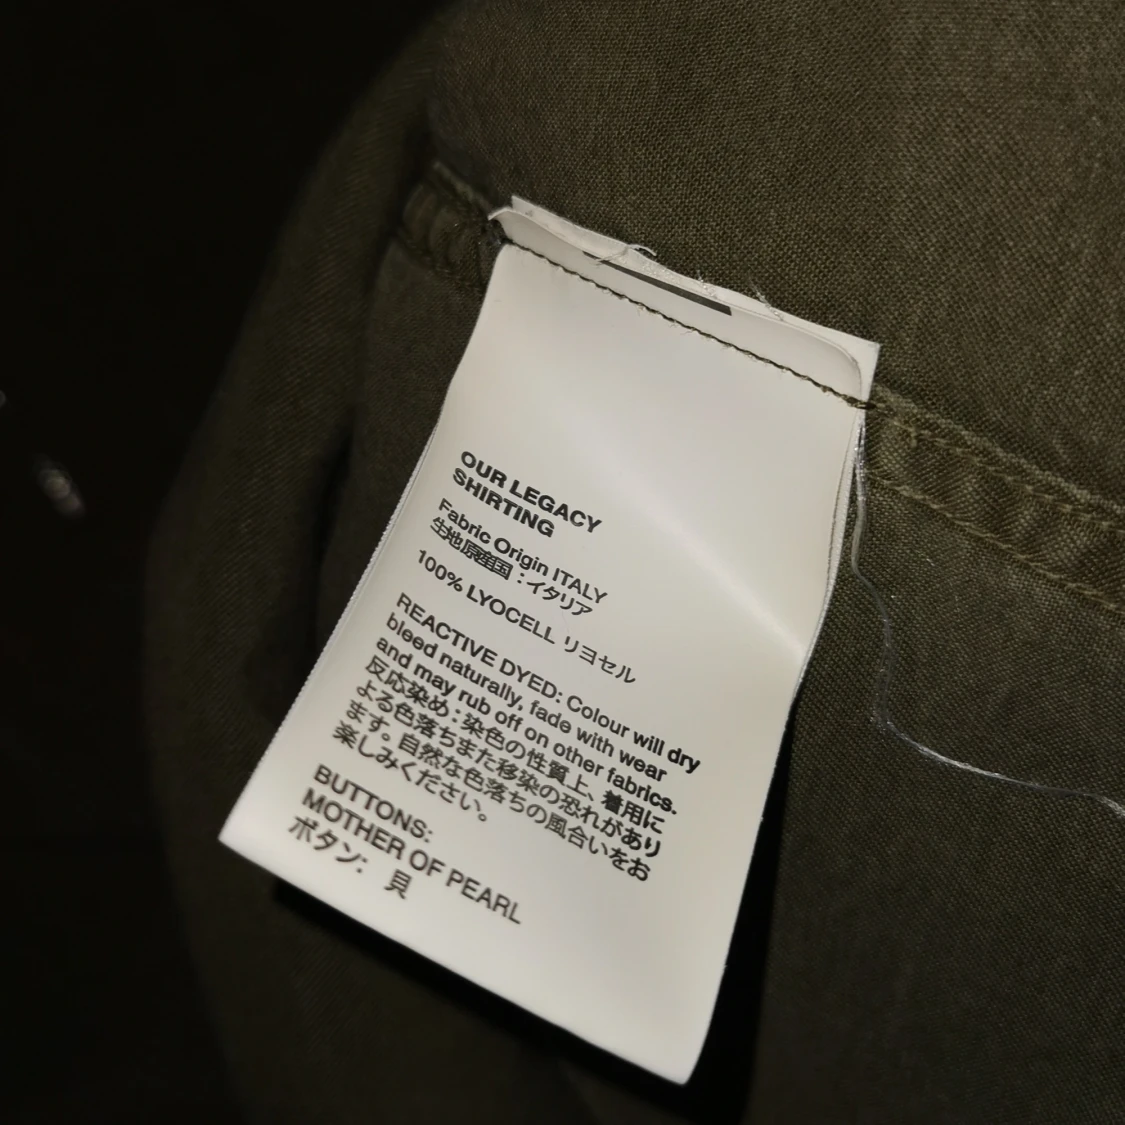 OUR LEGACY
SHIRTING
Fabric Origin ITALY
生地原産国：イタリア
100% LYOCELL リヨセル
REACTIVE DYED: Colour will dry
bleed naturally, fade with wear
and may rub off on other fabrics.
反応染め：染色の性質上、着用に
よる色落ちまた移染の恐れがあり
ます。自然な色落ちの風合いをお
楽しみください。
BUTTONS:
MOTHER OF PEARL
ボタン: 貝